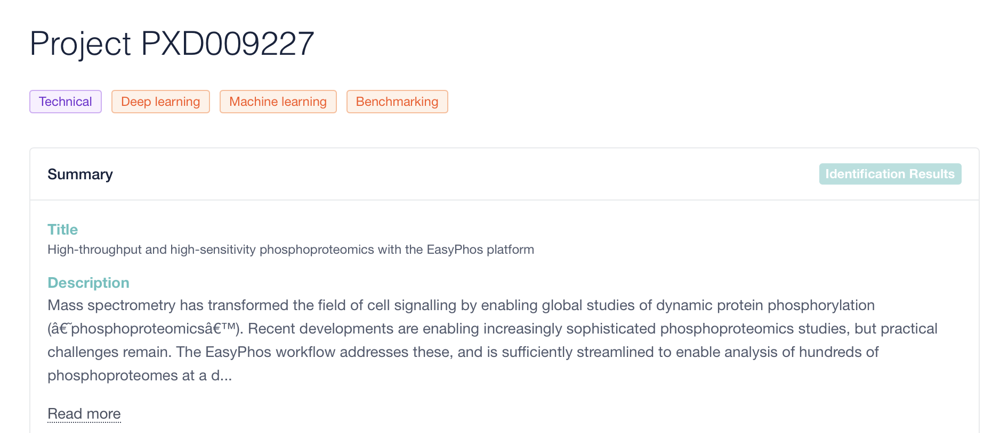 Project PXD009227
Technical Deep learning Machine learning Benchmarking
Summary Identification Results
Title
High-throughput and high-sensitivity phosphoproteomics with the EasyPhos platform
Description
Mass spectrometry has transformed the field of cell signalling by enabling global studies of dynamic protein phosphorylation
(â€˜phosphoproteomicsâ€™). Recent developments are enabling increasingly sophisticated phosphoproteomics studies, but practical
challenges remain. The EasyPhos workflow addresses these, and is sufficiently streamlined to enable analysis of hundreds of
phosphoproteomes at a d...
Read more